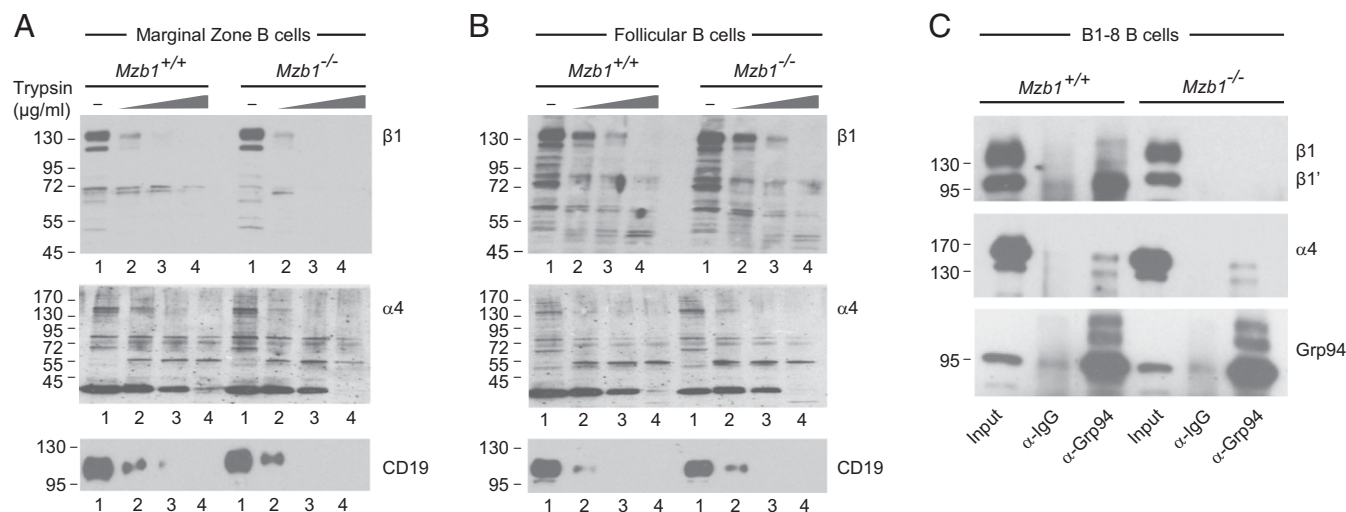 A
Marginal Zone B cells
Mzb1+/+ Mzb1-/-
Trypsin
(µg/ml)
– –
130
95
72
55
45
β1
1 2 3 4 1 2 3 4
170
130
95
72
55
45
α4
1 2 3 4 1 2 3 4
130
95
CD19
1 2 3 4 1 2 3 4
B
Follicular B cells
Mzb1+/+ Mzb1-/-
– –
130
95
72
55
45
β1
1 2 3 4 1 2 3 4
170
130
95
72
55
45
α4
1 2 3 4 1 2 3 4
130
95
CD19
1 2 3 4 1 2 3 4
C
B1-8 B cells
Mzb1+/+ Mzb1-/-
130
95
β1
β1'
170
130
α4
95
Grp94
Input α-IgG α-Grp94 Input α-IgG α-Grp94